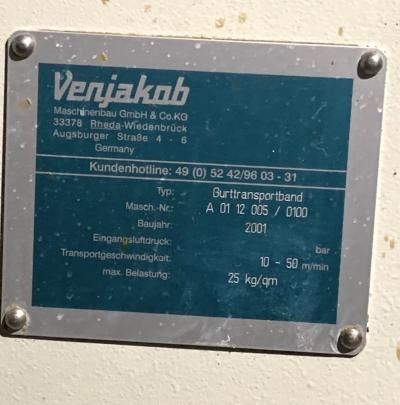 Venjakob
Maschinenbau GmbH & Co.KG
33378 Rheda-Wiedenbrück
Augsburger Straße 4 - 6
Germany
Kundenhotline: 49 (0) 52 42/96 03 - 31
Typ: Gurttransportband
Masch.-Nr.: A 01 12 005 / 0100
Baujahr: 2001
Eingangsluftdruck: bar
Transportgeschwindigkeit: 10 - 50 m/min
max. Belastung: 25 kg/qm